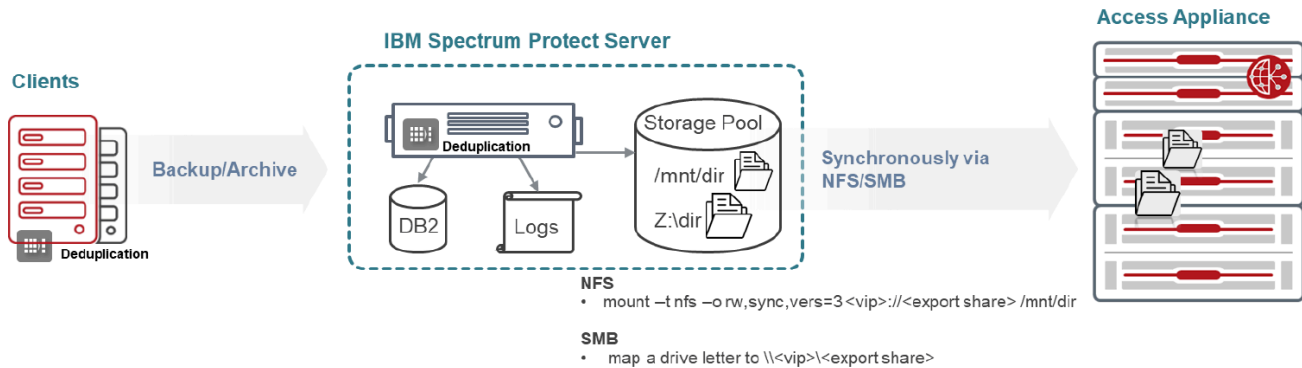 Access Appliance
IBM Spectrum Protect Server
Clients
Storage Pool
Deduplication
Backup/Archive
Synchronously via
NFS/SMB
/mnt/dir
DB2
Logs
Z:\dir
Deduplication
NFS
• mount –t nfs –o rw,sync,vers=3 <vip>://<export share> /mnt/dir
SMB
• map a drive letter to \\<vip>\<export share>